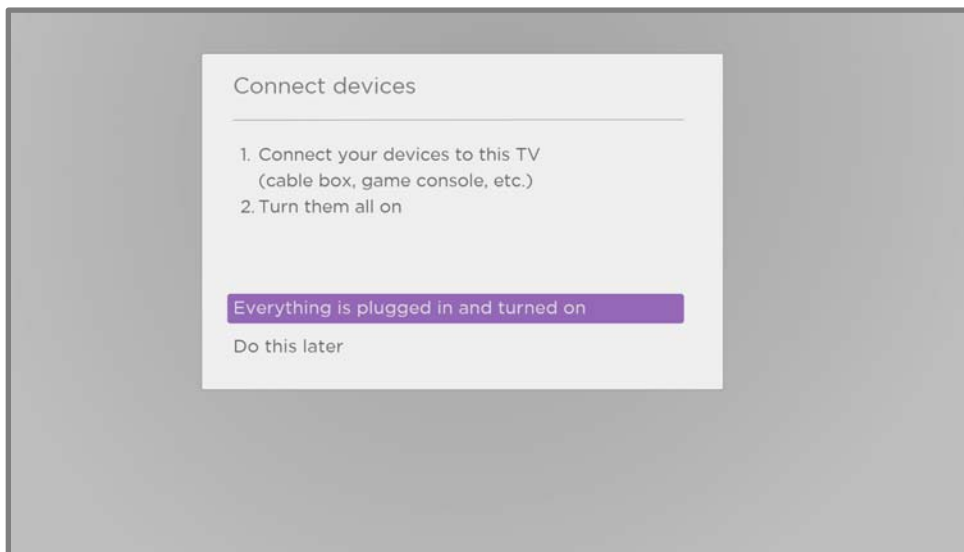 Connect devices
1. Connect your devices to this TV
(cable box, game console, etc.)
2. Turn them all on
Everything is plugged in and turned on
Do this later